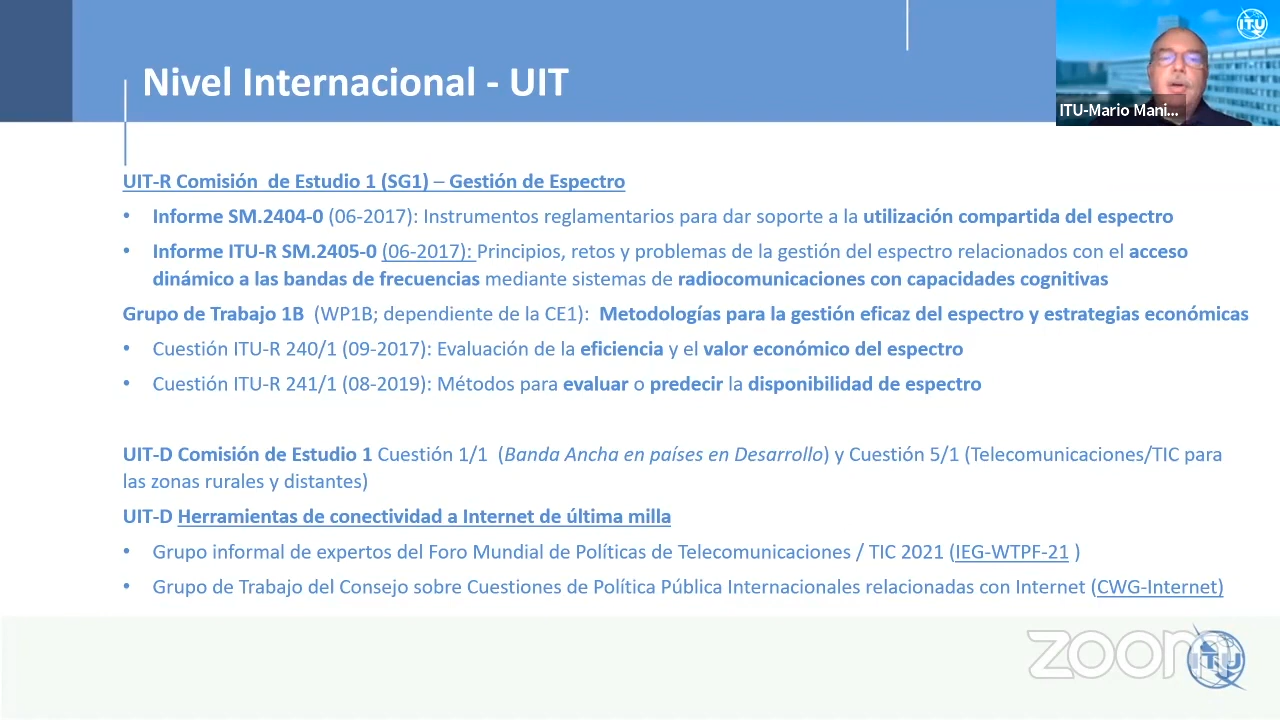 Nivel Internacional - UIT
ITU
ITU-Mario Mani...
UIT-R Comisión de Estudio 1 (SG1) – Gestión de Espectro
• Informe SM.2404-0 (06-2017): Instrumentos reglamentarios para dar soporte a la utilización compartida del espectro
• Informe ITU-R SM.2405-0 (06-2017): Principios, retos y problemas de la gestión del espectro relacionados con el acceso
dinámico a las bandas de frecuencias mediante sistemas de radiocomunicaciones con capacidades cognitivas
Grupo de Trabajo 1B (WP1B; dependiente de la CE1): Metodologías para la gestión eficaz del espectro y estrategias económicas
• Cuestión ITU-R 240/1 (09-2017): Evaluación de la eficiencia y el valor económico del espectro
• Cuestión ITU-R 241/1 (08-2019): Métodos para evaluar o predecir la disponibilidad de espectro
UIT-D Comisión de Estudio 1 Cuestión 1/1 (Banda Ancha en países en Desarrollo) y Cuestión 5/1 (Telecomunicaciones/TIC para
las zonas rurales y distantes)
UIT-D Herramientas de conectividad a Internet de última milla
• Grupo informal de expertos del Foro Mundial de Políticas de Telecomunicaciones / TIC 2021 (IEG-WTPF-21 )
• Grupo de Trabajo del Consejo sobre Cuestiones de Política Pública Internacionales relacionadas con Internet (CWG-Internet)
zoom
ITU